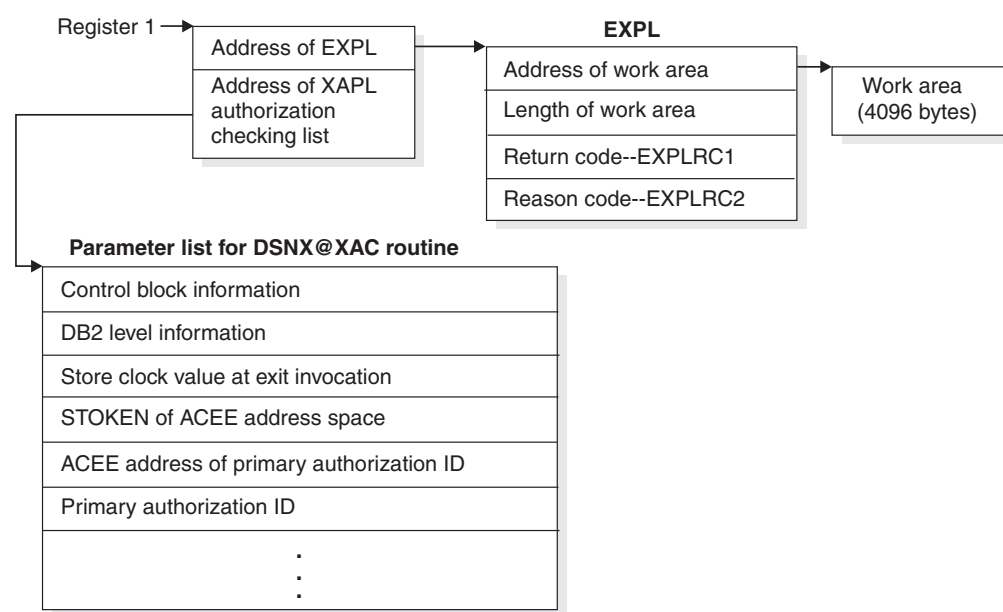 Register 1
Address of EXPL
Address of XAPL
authorization
checking list
EXPL
Address of work area
Length of work area
Return code--EXPLRC1
Reason code--EXPLRC2
Work area
(4096 bytes)
Parameter list for DSNX@XAC routine
Control block information
DB2 level information
Store clock value at exit invocation
STOKEN of ACEE address space
ACEE address of primary authorization ID
Primary authorization ID
.
.
.